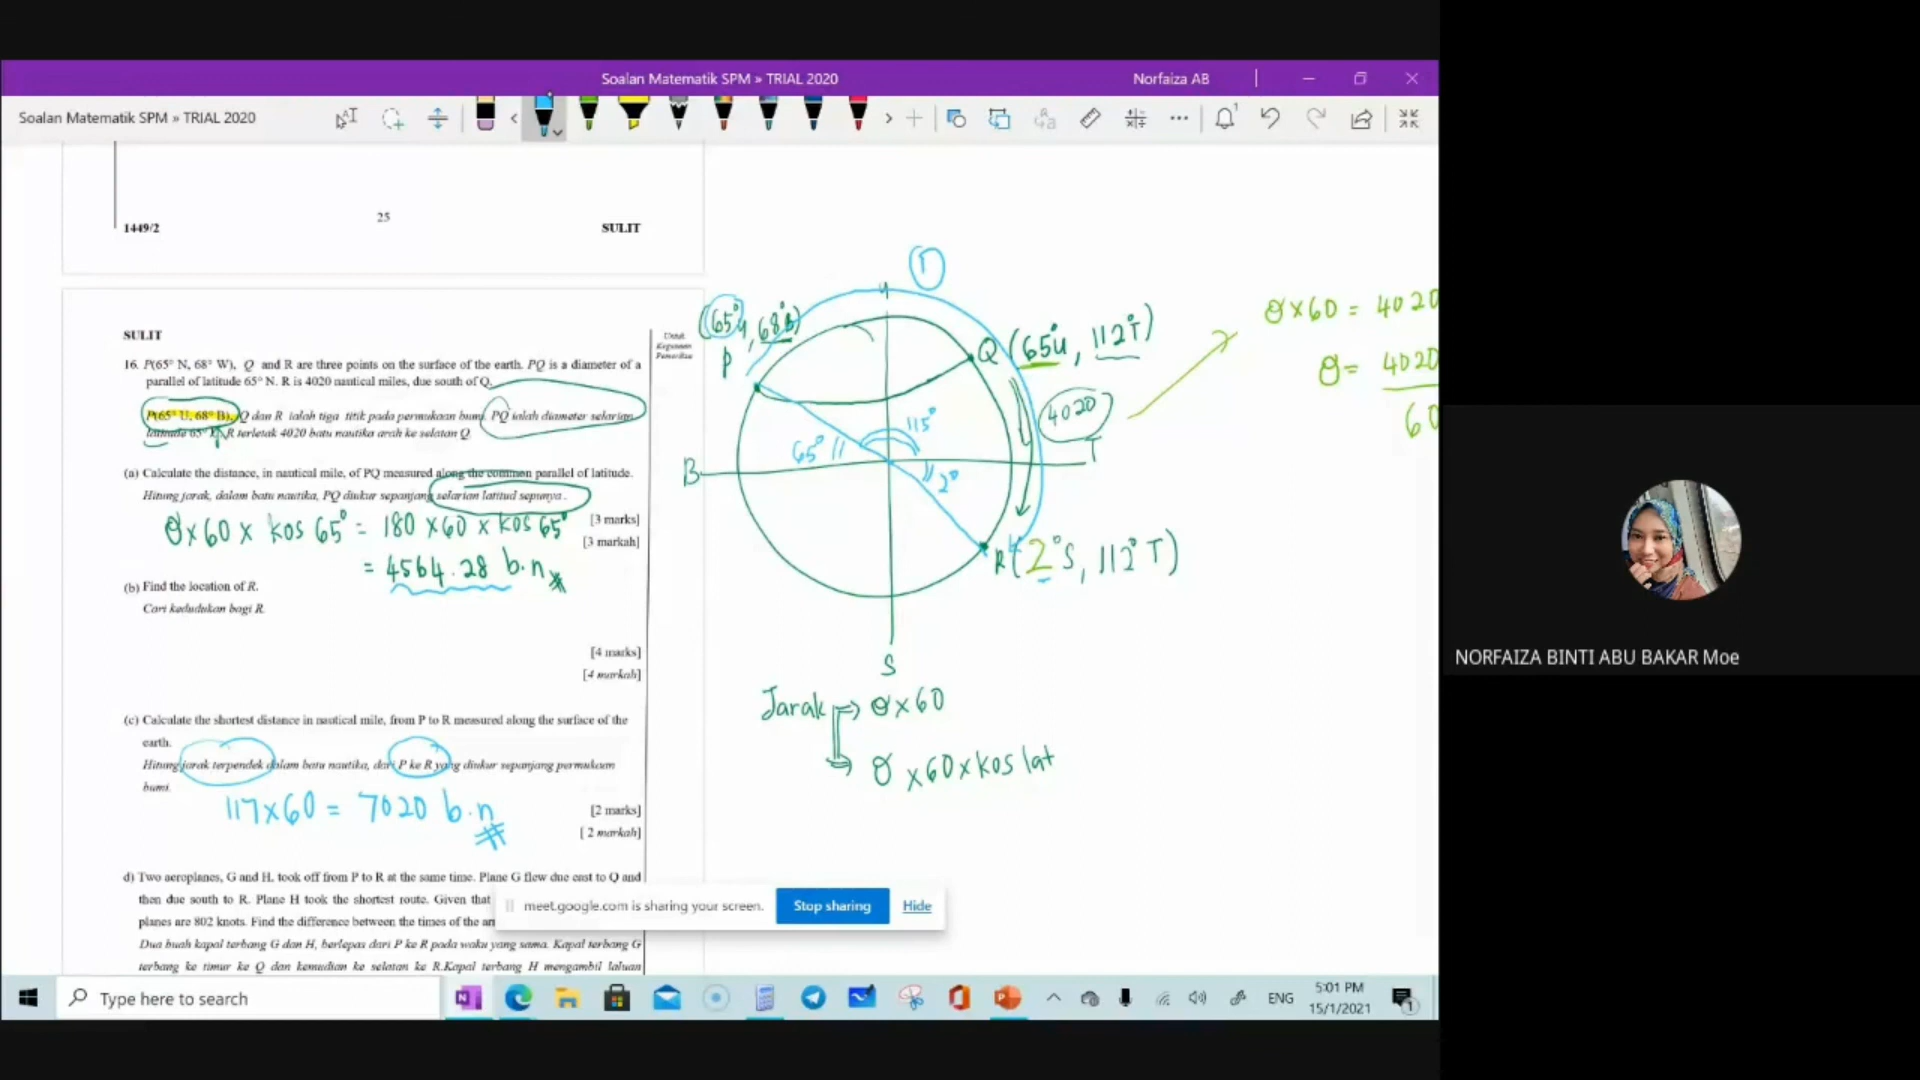 Soalan Matematik SPM » TRIAL 2020
Norfaiza AB
Soalan Matematik SPM » TRIAL 2020
25
1449/2
SULIT
SULIT
Untuk
Kegunaan
Pemeriksa
16. P(65° N, 68° W), Q and R are three points on the surface of the earth. PQ is a diameter of a
parallel of latitude 65° N. R is 4020 nautical miles, due south of Q.
P(65° U, 68° B), Q dan R ialah tiga titik pada permukaan bumi. PQ ialah diameter selarian
latitude 65° U. R terletak 4020 batu nautika arah ke selatan Q
(a) Calculate the distance, in nautical mile, of PQ measured along the common parallel of latitude.
Hitung jarak, dalam batu nautika, PQ diukur sepanjang selarian latitud sepunya.
θ x 60 x kos 65° = 180 x 60 x kos 65°
[3 marks]
[3 markah]
= 4564.28 b.n
(b) Find the location of R.
Cari kedudukan bagi R.
[4 marks]
[4 markah]
(c) Calculate the shortest distance in nautical mile, from P to R measured along the surface of the
earth.
Hitung jarak terpendek dalam batu nautika, dari P ke R yang diukur sepanjang permukaan
bumi.
117x60 = 7020 b.n
[2 marks]
[ 2 markah]
d) Two aeroplanes, G and H, took off from P to R at the same time. Plane G flew due east to Q and
then due south to R. Plane H took the shortest route. Given that
planes are 802 knots. Find the difference between the times of the
Dua buah kapal terbang G dan H, berlepas dari P ke R pada waku yang sama. Kapal terbang G
terbang ke timur ke Q dan kemudian ke selatan ke R.Kapal terbang H mengambil laluan
1
U
(65°U, 68°B)
P
Q (65U, 112°T)
4020
115°
65°
2°
B
T
R(2°S, 112°T)
S
Jarak → θ x 60
θ x 60 x kos lat
θ x 60 = 4020
θ = 4020
60
meet.google.com is sharing your screen.
Stop sharing
Hide
NORFAIZA BINTI ABU BAKAR Moe
Type here to search
ENG
5:01 PM
15/1/2021
1